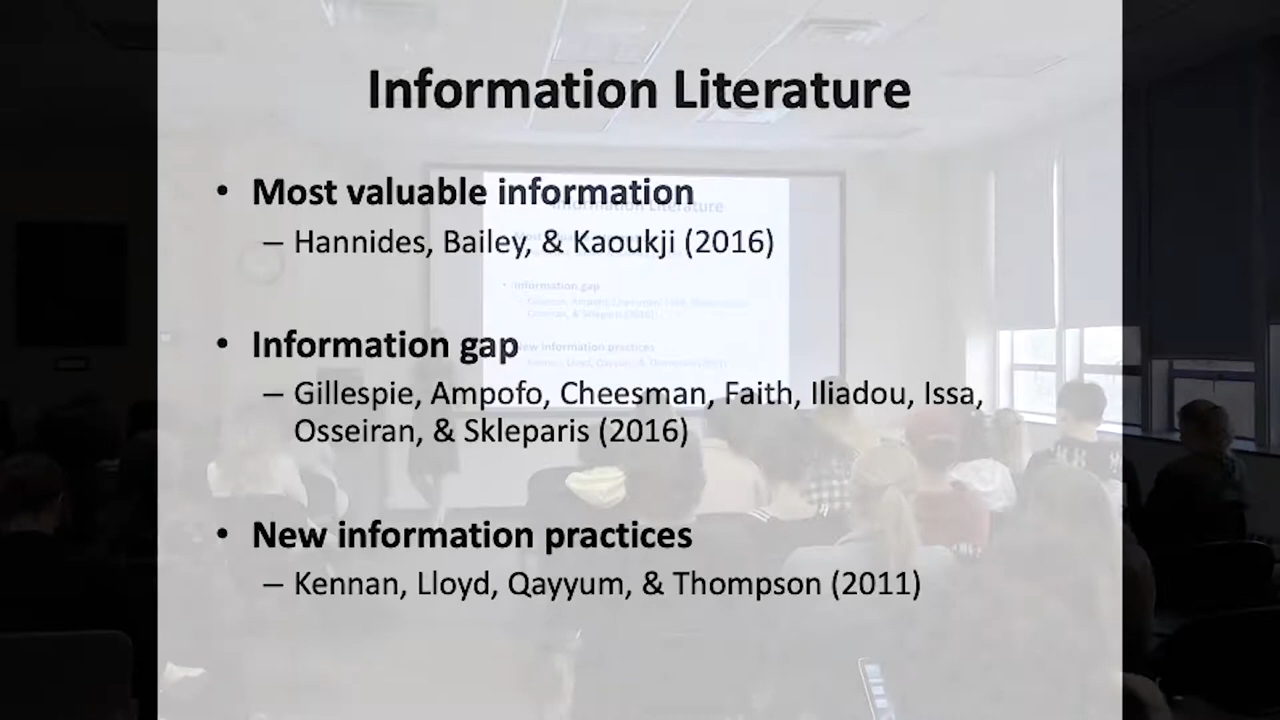 Information Literature
• Most valuable information
– Hannides, Bailey, & Kaoukji (2016)
• Information gap
– Gillespie, Ampofo, Cheesman, Faith, Iliadou, Issa,
Osseiran, & Skleparis (2016)
• New information practices
– Kennan, Lloyd, Qayyum, & Thompson (2011)